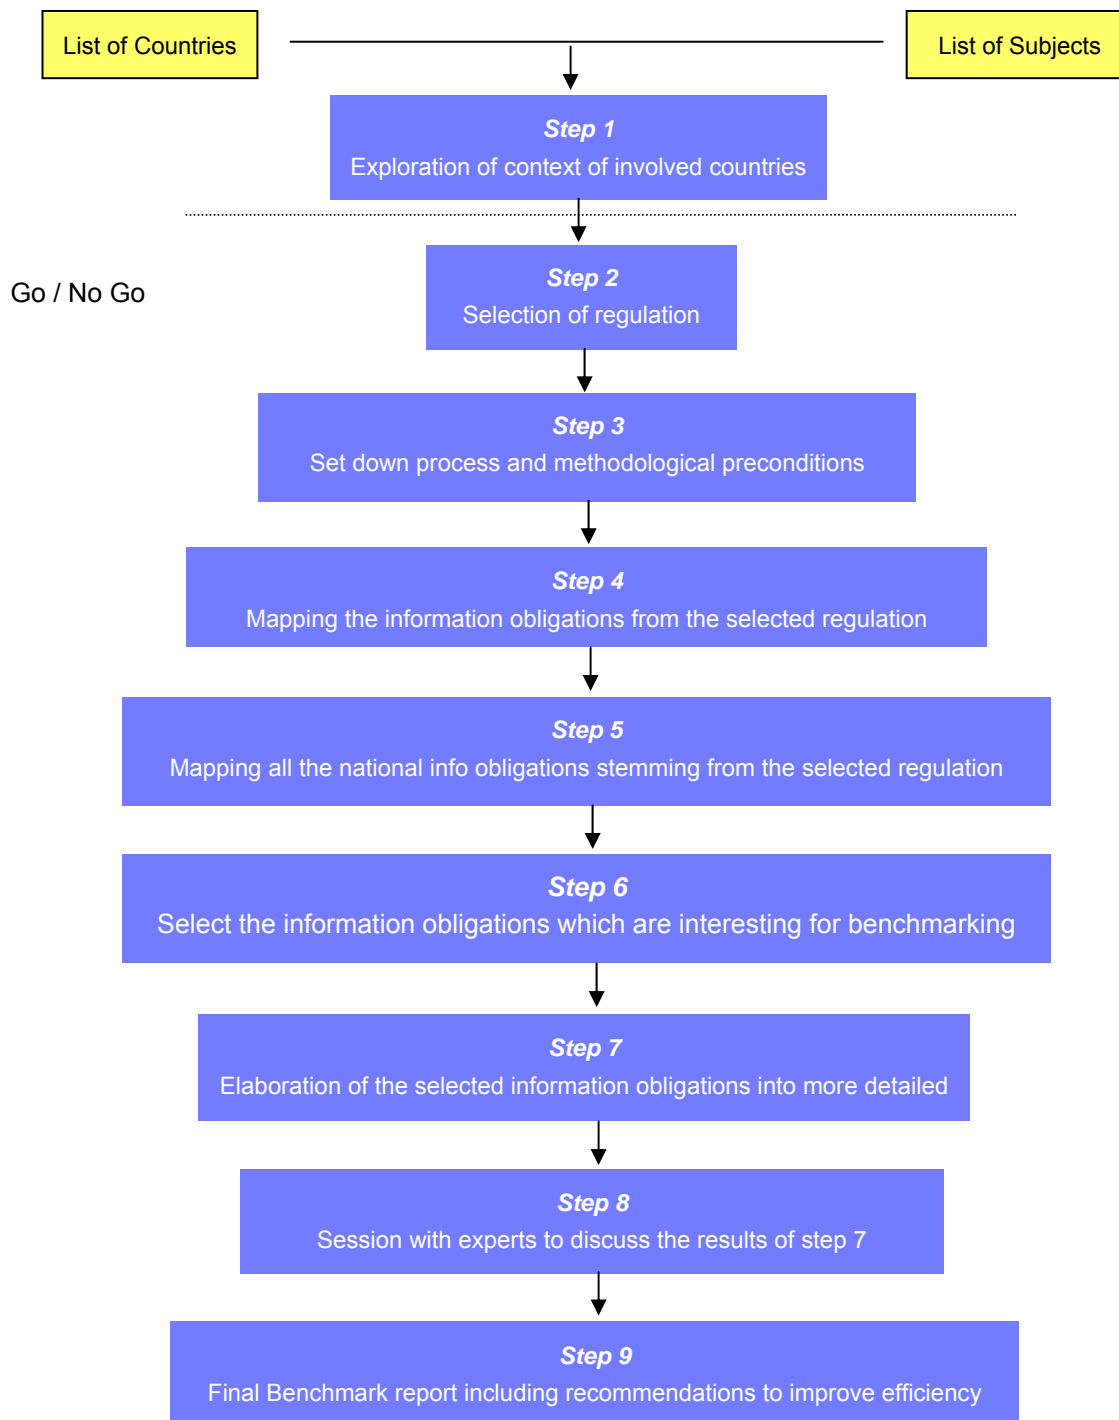 List of Countries
List of Subjects
Step 1
Exploration of context of involved countries
Go / No Go
Step 2
Selection of regulation
Step 3
Set down process and methodological preconditions
Step 4
Mapping the information obligations from the selected regulation
Step 5
Mapping all the national info obligations stemming from the selected regulation
Step 6
Select the information obligations which are interesting for benchmarking
Step 7
Elaboration of the selected information obligations into more detailed
Step 8
Session with experts to discuss the results of step 7
Step 9
Final Benchmark report including recommendations to improve efficiency